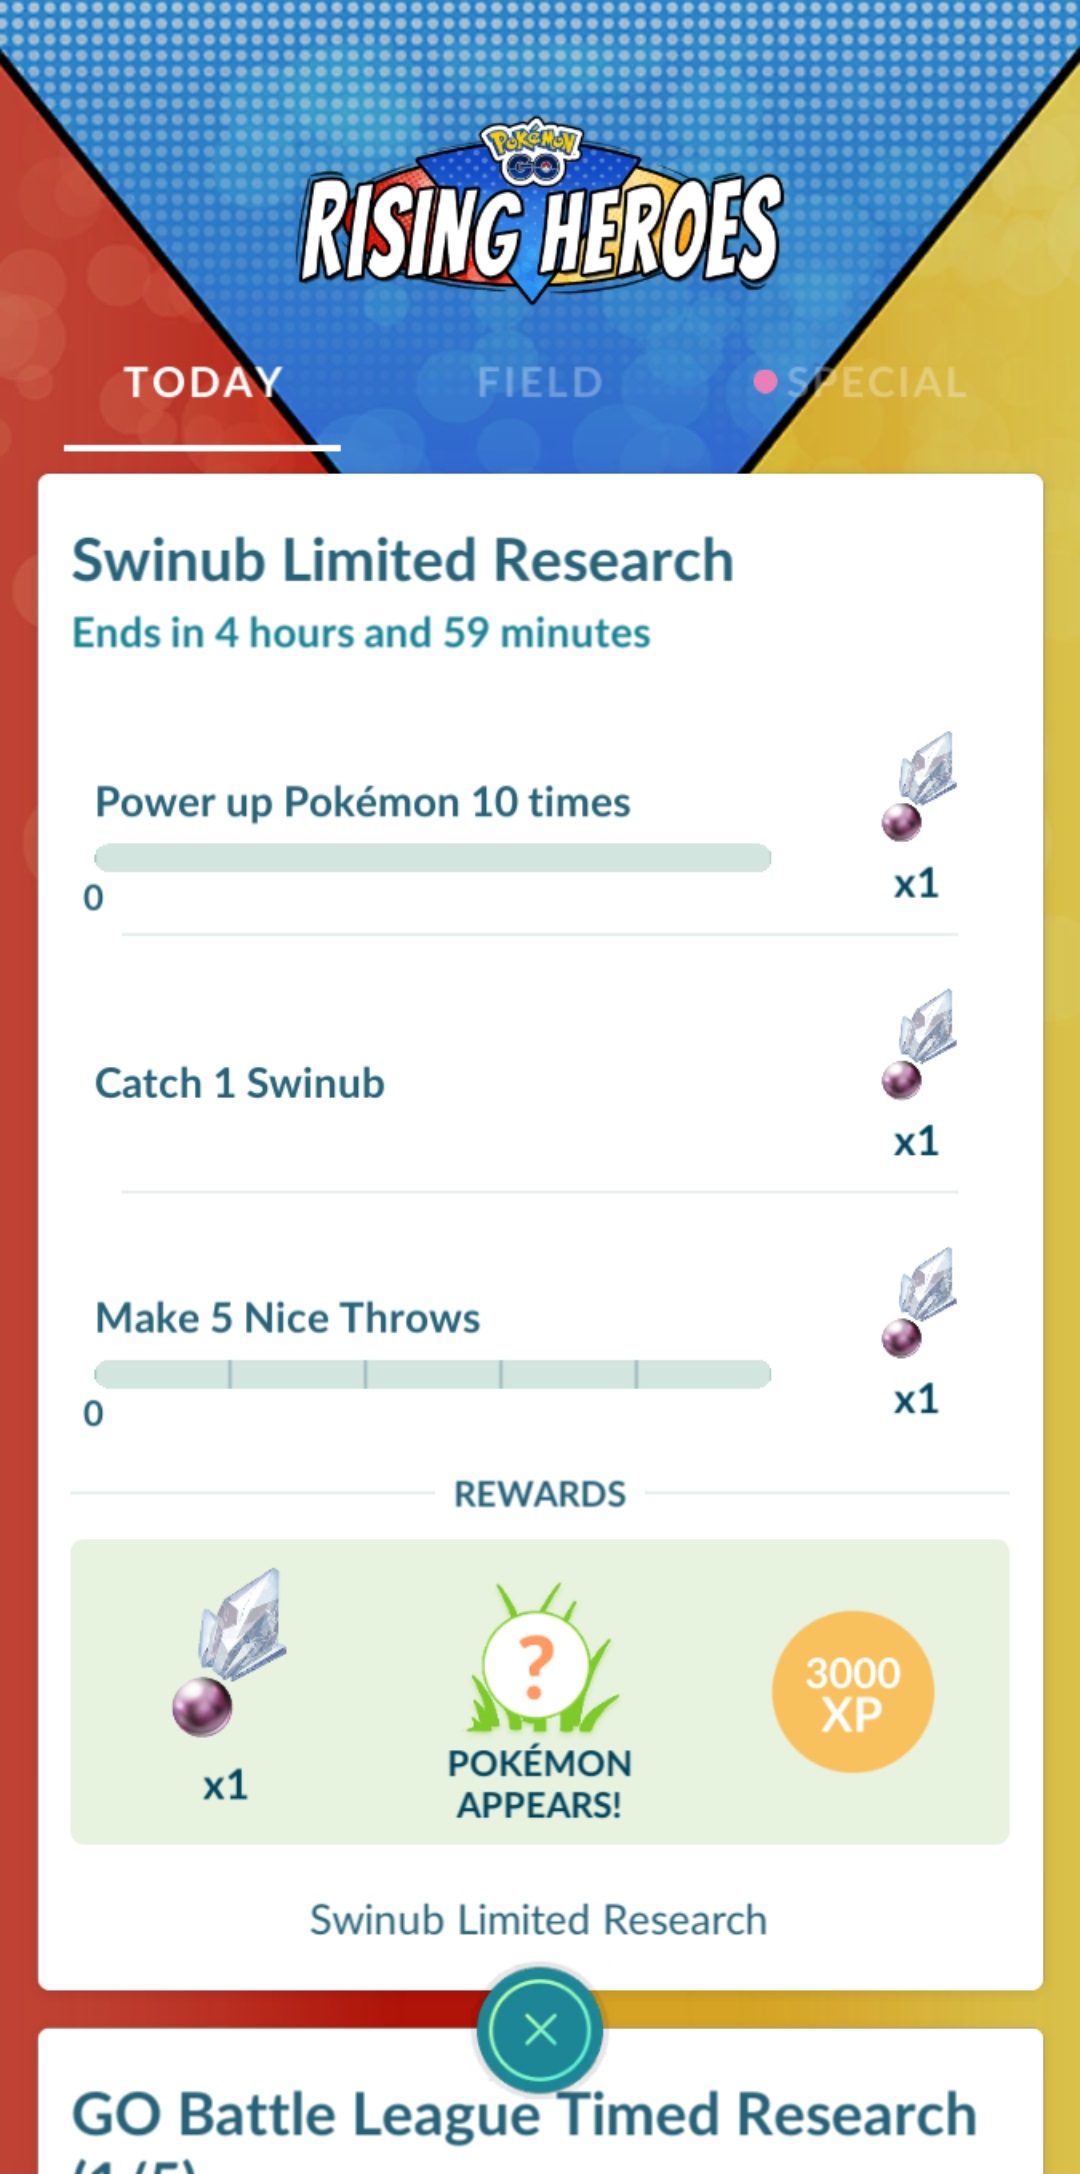 Pokémon
GO
RISING HEROES
TODAY
FIELD
SPECIAL
Swinub Limited Research
Ends in 4 hours and 59 minutes
Power up Pokémon 10 times
0
x1
Catch 1 Swinub
x1
Make 5 Nice Throws
0
x1
REWARDS
x1
?
POKÉMON
APPEARS!
3000
XP
Swinub Limited Research
GO Battle League Timed Research
(1/5)